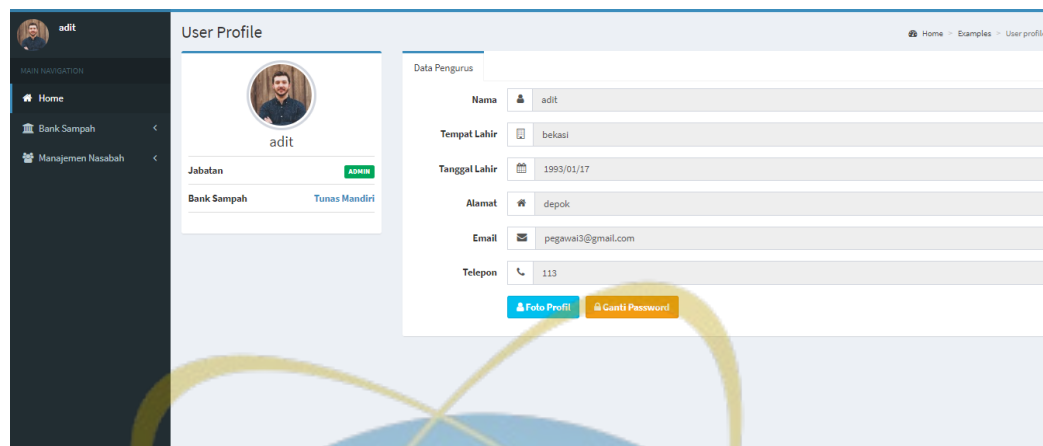 adit
MAIN NAVIGATION
Home
Bank Sampah
Manajemen Nasabah
User Profile
Home > Examples > User profile
adit
Jabatan ADMIN
Bank Sampah Tunas Mandiri
Data Pengurus
Nama adit
Tempat Lahir bekasi
Tanggal Lahir 1993/01/17
Alamat depok
Email pegawai3@gmail.com
Telepon 113
Foto Profil Ganti Password